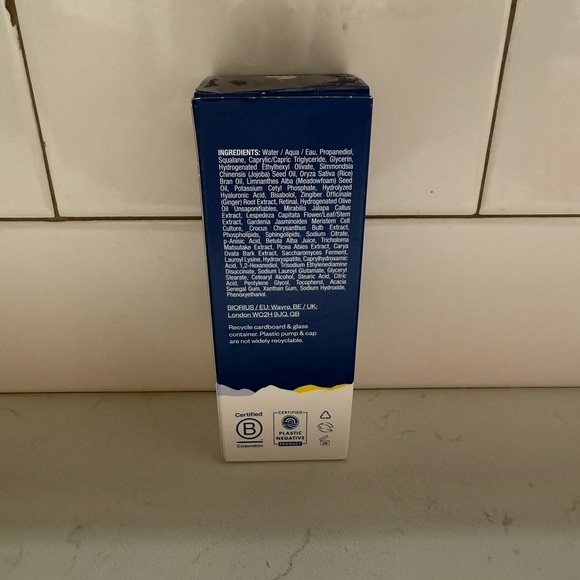 INGREDIENTS: Water / Aqua / Eau, Propanediol,
Squalane, Caprylic/Capric Triglyceride, Glycerin,
Hydrogenated Ethylhexyl Olivate, Simmondsia
Chinensis (Jojoba) Seed Oil, Oryza Sativa (Rice)
Bran Oil, Limnanthes Alba (Meadowfoam) Seed
Oil, Potassium Cetyl Phosphate, Hydrolyzed
Hyaluronic Acid, Bisabolol, Zingiber Officinale
(Ginger) Root Extract, Retinal, Hydrogenated Olive
Oil Unsaponifiables, Mirabilis Jalapa Callus
Extract, Lespedeza Capitata Flower/Leaf/Stem
Extract, Gardenia Jasminoides Meristem Cell
Culture, Crocus Chrysanthus Bulb Extract,
Phospholipids, Sphingolipids, Sodium Citrate,
p-Anisic Acid, Betula Alba Juice, Tricholoma
Matsutake Extract, Picea Abies Extract, Carya
Ovata Bark Extract, Saccharomyces Ferment,
Lauroyl Lysine, Hydroxyapatite, Caprylhydroxamic
Acid, 1,2-Hexanediol, Trisodium Ethylenediamine
Disuccinate, Sodium Lauroyl Glutamate, Glyceryl
Stearate, Cetearyl Alcohol, Stearic Acid, Citric
Acid, Pentylene Glycol, Tocopherol, Acacia
Senegal Gum, Xanthan Gum, Sodium Hydroxide,
Phenoxyethanol.
BIORIUS / EU: Wavre, BE / UK:
London WC2H 9JQ, GB
Recycle cardboard & glass
container. Plastic pump & cap
are not widely recyclable.
Certified
B
Corporation
CERTIFIED
PLASTIC
NEGATIVE
PRODUCT